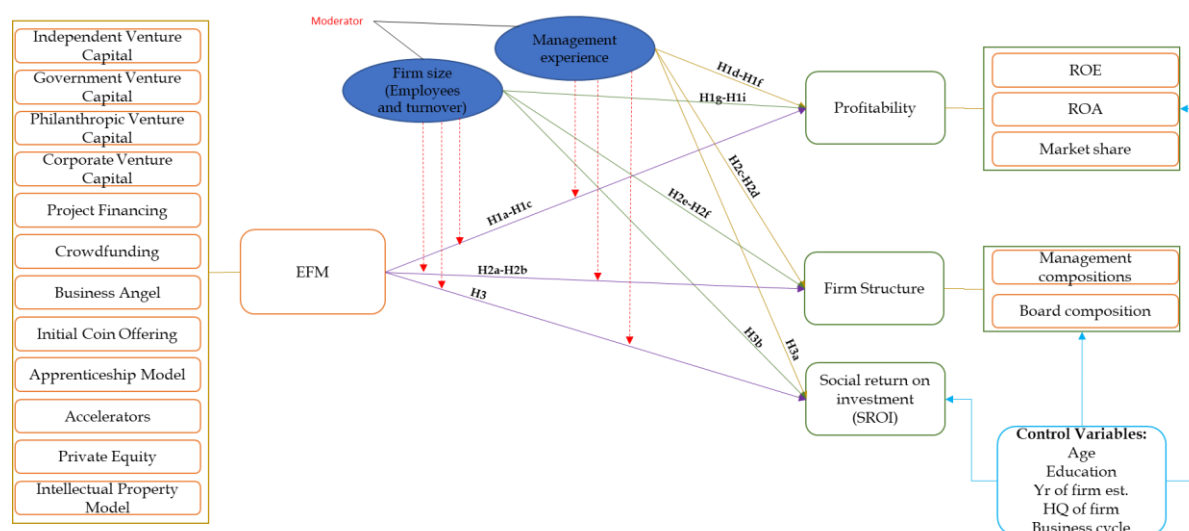 Independent Venture
Capital
Government Venture
Capital
Philanthropic Venture
Capital
Corporate Venture
Capital
Project Financing
Crowdfunding
Business Angel
Initial Coin Offering
Apprenticeship Model
Accelerators
Private Equity
Intellectual Property
Model
EFM
Moderator
Firm size
(Employees
and turnover)
Management
experience
H1d-H1f
H1g-H1i
H1a-H1c
H2c-H2d
H2e-H2f
H2a-H2b
H3
H3b
H3a
Profitability
Firm Structure
Social return on
investment
(SROI)
ROE
ROA
Market share
Management
compositions
Board composition
Control Variables:
Age
Education
Yr of firm est.
HQ of firm
Business cycle